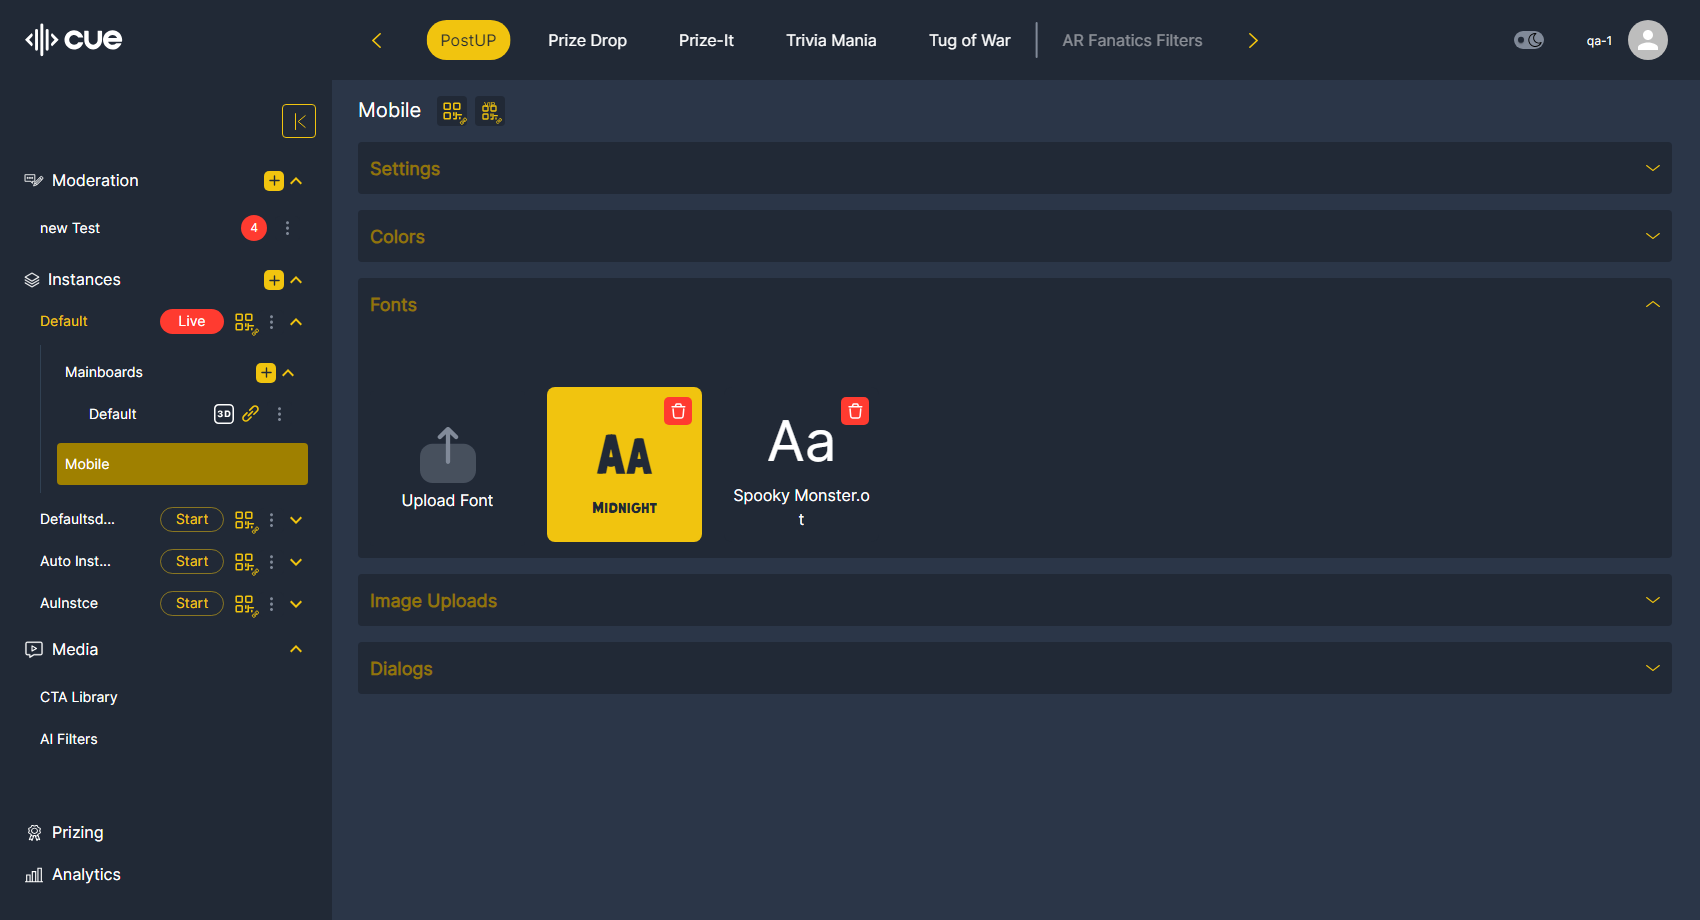 cue
PostUP
Prize Drop
Prize-It
Trivia Mania
Tug of War
AR Fanatics Filters
qa-1
Moderation
new Test
4
Instances
Default
Live
Mainboards
Default
3D
Mobile
Defaultsd...
Start
Auto Inst...
Start
AuInstce
Start
Media
CTA Library
AI Filters
Prizing
Analytics
Mobile
VIP
Settings
Colors
Fonts
Upload Font
Aa
Midnight
Aa
Spooky Monster.o
t
Image Uploads
Dialogs